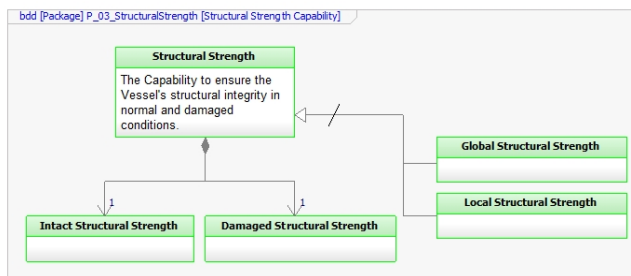 bdd [Package] P_03_StructuralStrength [Structural Strength Capability]
Structural Strength
The Capability to ensure the
Vessel's structural integrity in
normal and damaged
conditions.
Global Structural Strength
Local Structural Strength
1
1
Intact Structural Strength
Damaged Structural Strength